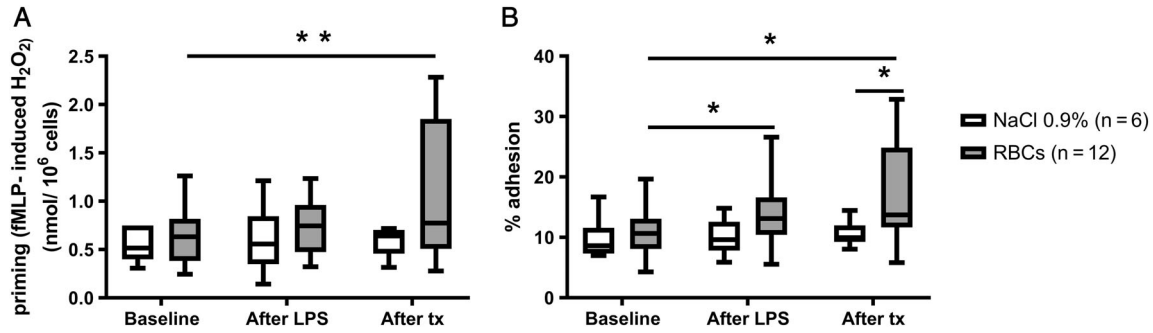 A
priming (fMLP- induced H₂O₂)
(nmol/ 10⁶ cells)
2.5
2.0
1.5
1.0
0.5
0.0
* *
Baseline
After LPS
After tx
B
% adhesion
40
30
20
10
0
*
*
*
Baseline
After LPS
After tx
NaCl 0.9% (n = 6)
RBCs (n = 12)